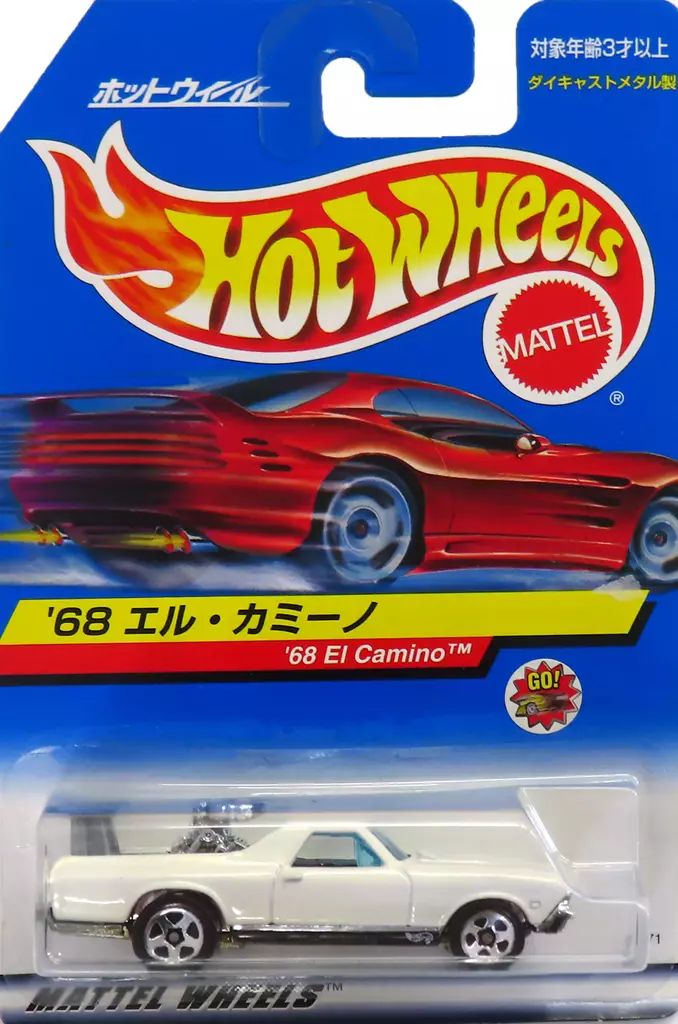 対象年齢3才以上
ダイキャストメタル製
ホットウィール
HOT WHEELS
MATTEL
®
'68 エル・カミーノ
'68 El Camino™
GO!
71
MATTEL WHEELS™